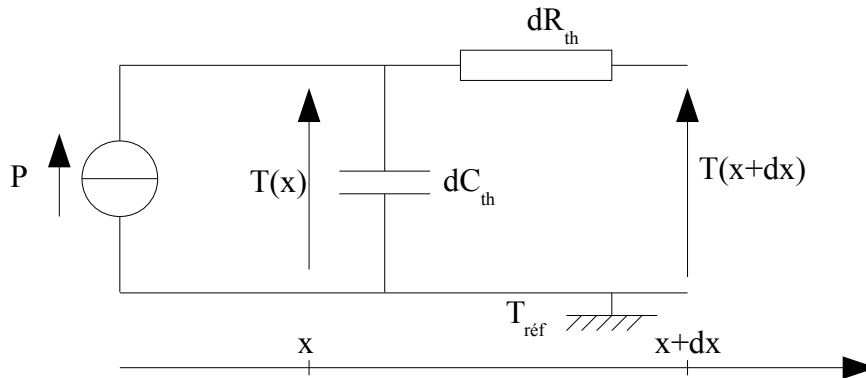 dR_th
P
T(x)
dC_th
T(x+dx)
T_réf
x
x+dx